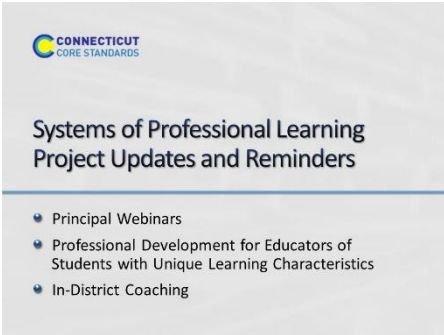 CONNECTICUT
CORE STANDARDS
Systems of Professional Learning
Project Updates and Reminders
Principal Webinars
Professional Development for Educators of
Students with Unique Learning Characteristics
In-District Coaching